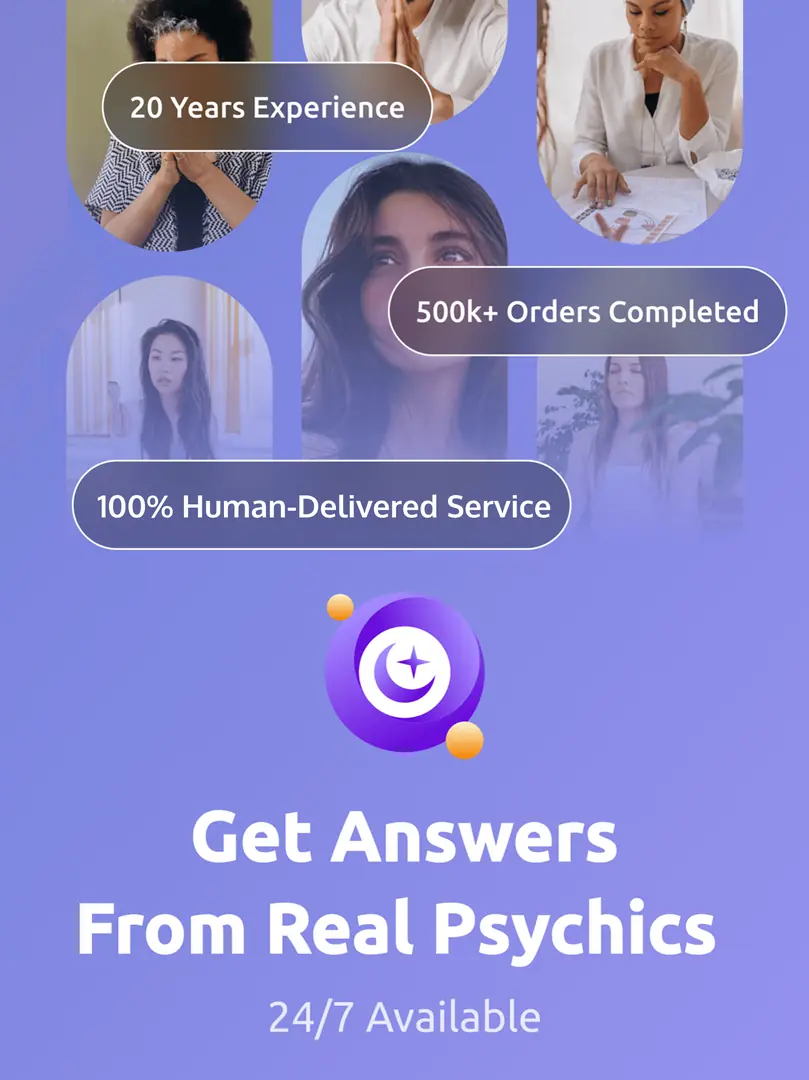 20 Years Experience
500k+ Orders Completed
100% Human-Delivered Service
Get Answers
From Real Psychics
24/7 Available